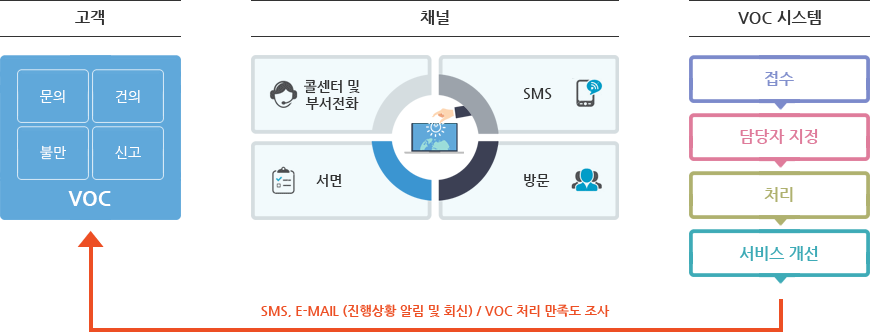 고객
채널
VOC 시스템
문의
건의
불만
신고
VOC
콜센터 및
부서전화
SMS
서면
방문
접수
담당자 지정
처리
서비스 개선
SMS, E-MAIL (진행상황 알림 및 회신) / VOC 처리 만족도 조사